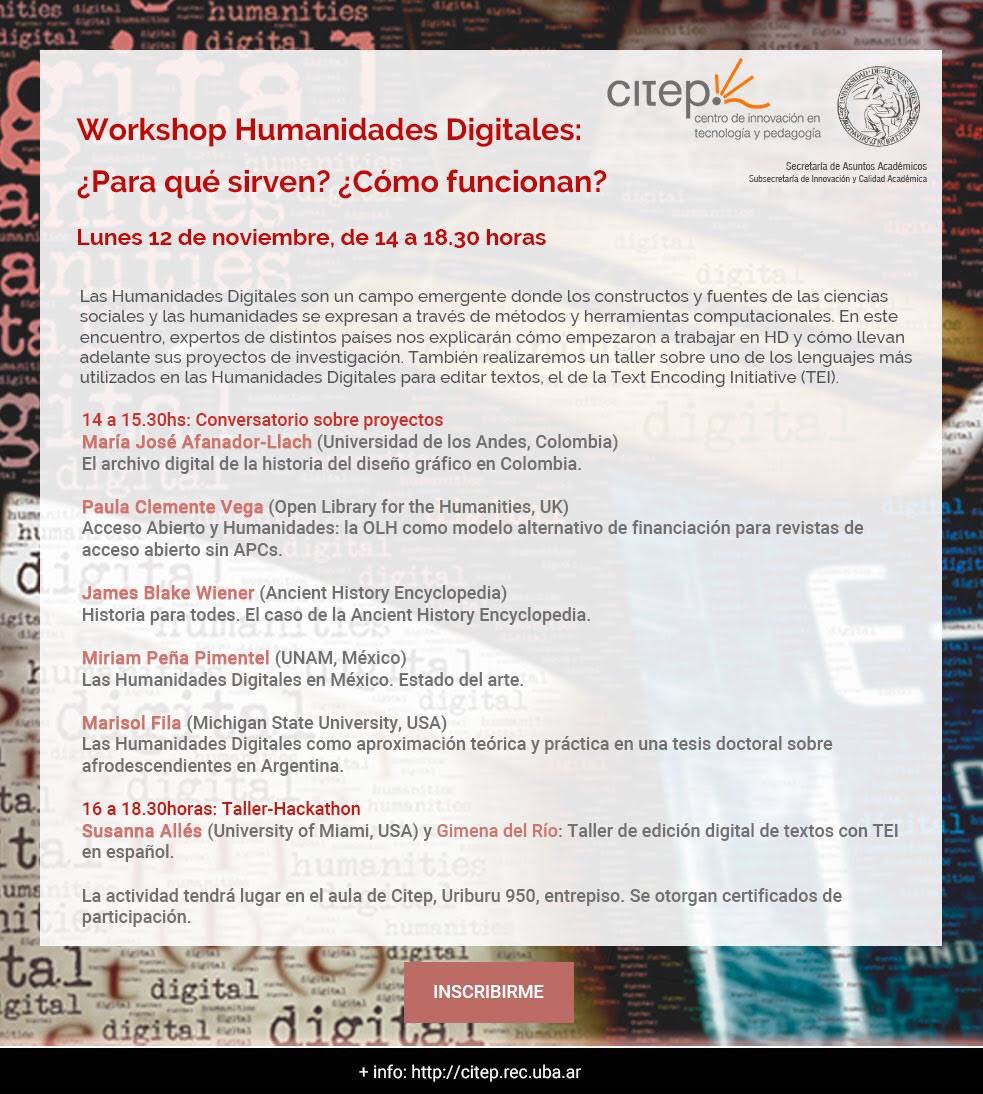 citep.
centro de innovación en
tecnología y pedagogía
UNIVERSIDAD DE BUENOS AIRES
Secretaría de Asuntos Académicos
Subsecretaría de Innovación y Calidad Académica
Workshop Humanidades Digitales:
¿Para qué sirven? ¿Cómo funcionan?
Lunes 12 de noviembre, de 14 a 18.30 horas
Las Humanidades Digitales son un campo emergente donde los constructos y fuentes de las ciencias
sociales y las humanidades se expresan a través de métodos y herramientas computacionales. En este
encuentro, expertos de distintos países nos explicarán cómo empezaron a trabajar en HD y cómo llevan
adelante sus proyectos de investigación. También realizaremos un taller sobre uno de los lenguajes más
utilizados en las Humanidades Digitales para editar textos, el de la Text Encoding Initiative (TEI).
14 a 15.30hs: Conversatorio sobre proyectos
María José Afanador-Llach (Universidad de los Andes, Colombia)
El archivo digital de la historia del diseño gráfico en Colombia.
Paula Clemente Vega (Open Library for the Humanities, UK)
Acceso Abierto y Humanidades: la OLH como modelo alternativo de financiación para revistas de
acceso abierto sin APCs.
James Blake Wiener (Ancient History Encyclopedia)
Historia para todes. El caso de la Ancient History Encyclopedia.
Miriam Peña Pimentel (UNAM, México)
Las Humanidades Digitales en México. Estado del arte.
Marisol Fila (Michigan State University, USA)
Las Humanidades Digitales como aproximación teórica y práctica en una tesis doctoral sobre
afrodescendientes en Argentina.
16 a 18.30horas: Taller-Hackathon
Susanna Allés (University of Miami, USA) y Gimena del Río: Taller de edición digital de textos con TEI
en español.
La actividad tendrá lugar en el aula de Citep, Uriburu 950, entrepiso. Se otorgan certificados de
participación.
INSCRIBIRME
+ info: http://citep.rec.uba.ar